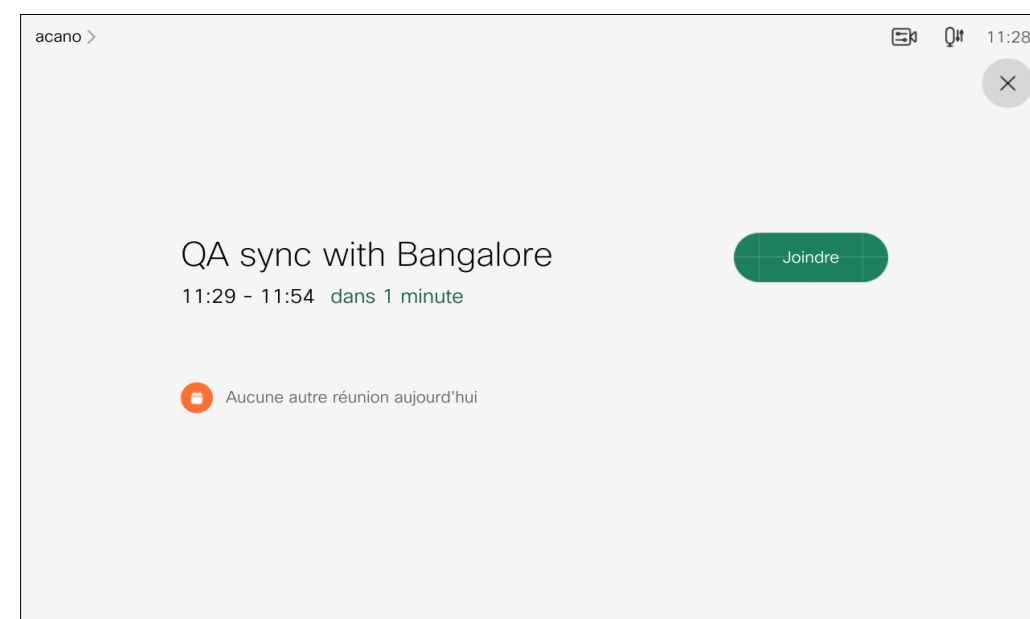 acano
11:28
QA sync with Bangalore
Joindre
11:29 - 11:54 dans 1 minute
Aucune autre réunion aujourd'hui